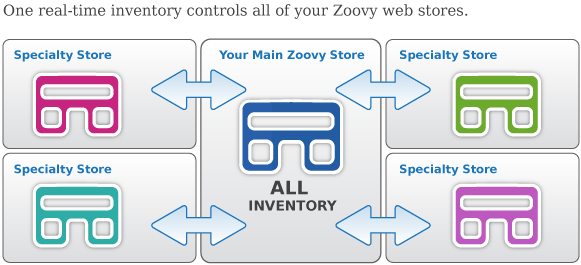 One real-time inventory controls all of your Zoovy web stores.
Specialty Store
Your Main Zoovy Store
Specialty Store
ALL
INVENTORY
Specialty Store
Specialty Store